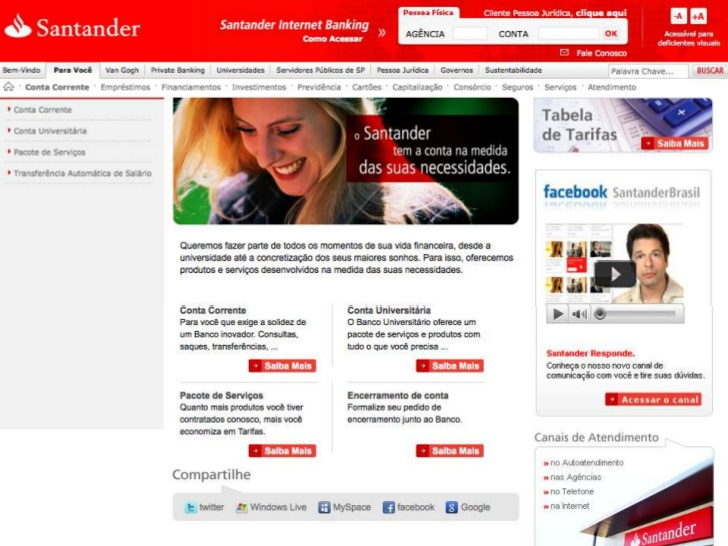 Santander
Santander Internet Banking
Como Acessar »
Pessoa Física
Cliente Pessoa Jurídica, clique aqui
AGÊNCIA
CONTA
OK
Fale Conosco
-A
+A
Acessível para
deficientes visuais
Bem-Vindo
Para Você
Van Gogh
Private Banking
Universidades
Servidores Públicos de SP
Pessoa Jurídica
Governos
Sustentabilidade
Palavra Chave...
BUSCAR
Conta Corrente
Empréstimos
Financiamentos
Investimentos
Previdência
Cartões
Capitalização
Consórcio
Seguros
Serviços
Atendimento
Conta Corrente
Conta Universitária
Pacote de Serviços
Transferência Automática de Salário
o Santander
tem a conta na medida
das suas necessidades.
Queremos fazer parte de todos os momentos de sua vida financeira, desde a
universidade até a concretização dos seus maiores sonhos. Para isso, oferecemos
produtos e serviços desenvolvidos na medida das suas necessidades.
Conta Corrente
Para você que exige a solidez de
um Banco inovador. Consultas,
saques, transferências, ...
Saiba Mais
Conta Universitária
O Banco Universitário oferece um
pacote de serviços e produtos com
tudo o que você precisa ...
Saiba Mais
Pacote de Serviços
Quanto mais produtos você tiver
contratados conosco, mais você
economiza em Tarifas.
Saiba Mais
Encerramento de conta
Formalize seu pedido de
encerramento junto ao Banco.
Saiba Mais
Compartilhe
twitter
Windows Live
MySpace
facebook
Google
Tabela
de Tarifas
Saiba Mais
facebook SantanderBrasil
Santander Responde.
Conheça o nosso novo canal de
comunicação com você e tire suas dúvidas.
Acessar o canal
Canais de Atendimento
» no Autoatendimento
» nas Agências
» no Telefone
» na Internet
Santander